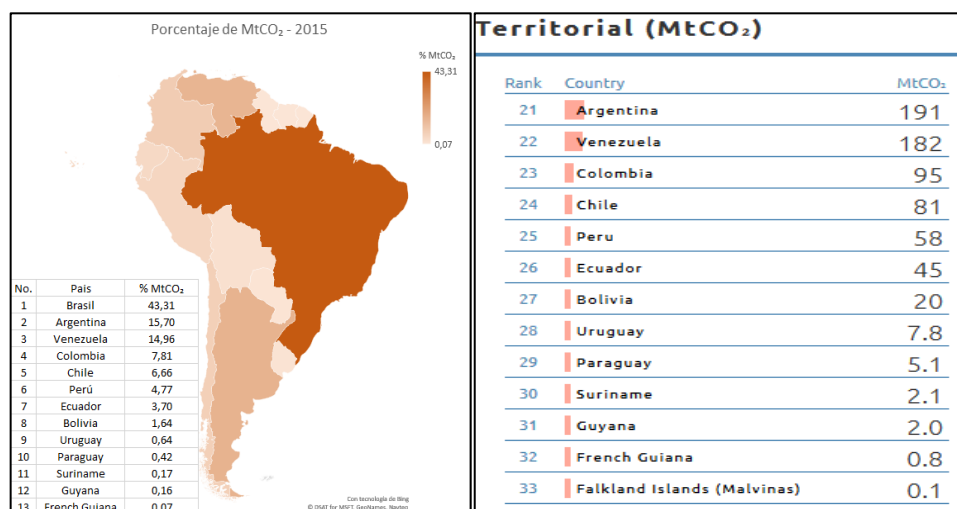 Porcentaje de MtCO₂ - 2015
% MtCO₂
43,31
0,07
No. Pais % MtCO₂
1 Brasil 43,31
2 Argentina 15,70
3 Venezuela 14,96
4 Colombia 7,81
5 Chile 6,66
6 Perú 4,77
7 Ecuador 3,70
8 Bolivia 1,64
9 Uruguay 0,64
10 Paraguay 0,42
11 Suriname 0,17
12 Guyana 0,16
13 French Guiana 0,07
Con tecnología de Bing
© DSAT for MSFT, GeoNames, Navteq
Territorial (MtCO₂)
Rank Country MtCO₂
21 Argentina 191
22 Venezuela 182
23 Colombia 95
24 Chile 81
25 Peru 58
26 Ecuador 45
27 Bolivia 20
28 Uruguay 7.8
29 Paraguay 5.1
30 Suriname 2.1
31 Guyana 2.0
32 French Guiana 0.8
33 Falkland Islands (Malvinas) 0.1